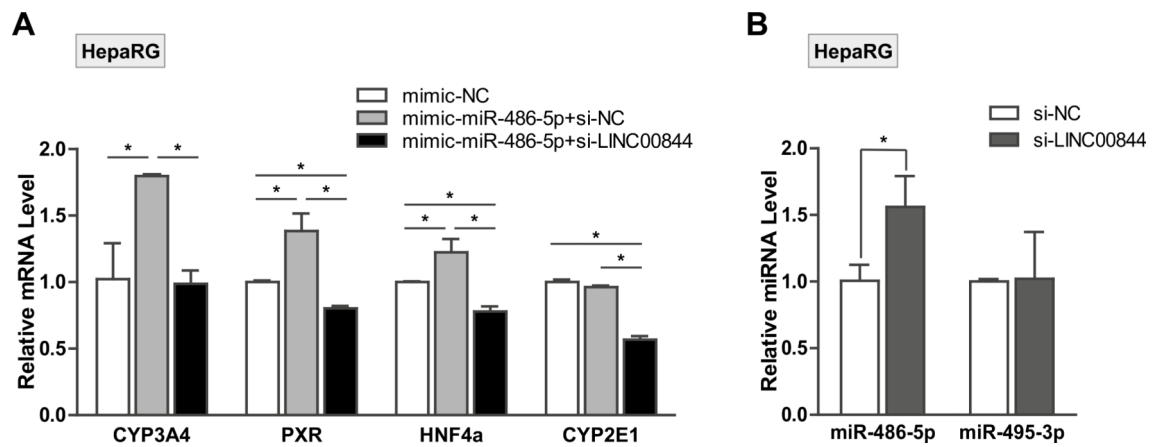 A
B
HepaRG
HepaRG
mimic-NC
mimic-miR-486-5p+si-NC
mimic-miR-486-5p+si-LINC00844
si-NC
si-LINC00844
Relative mRNA Level
2.0
1.5
1.0
0.5
0.0
* *
*
* *
*
* *
*
*
CYP3A4 PXR HNF4a CYP2E1
Relative miRNA Level
2.0
1.5
1.0
0.5
0.0
*
miR-486-5p miR-495-3p